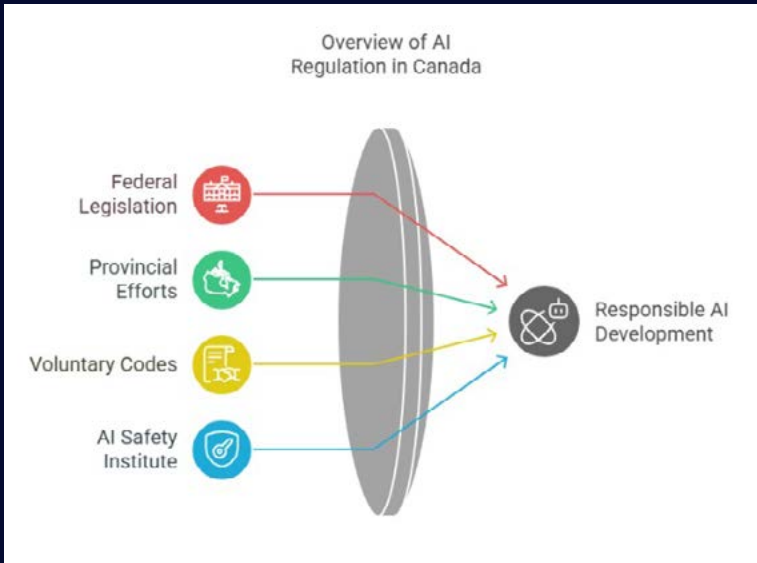 Overview of AI
Regulation in Canada
Federal
Legislation
Provincial
Efforts
Voluntary Codes
AI Safety
Institute
Responsible AI
Development